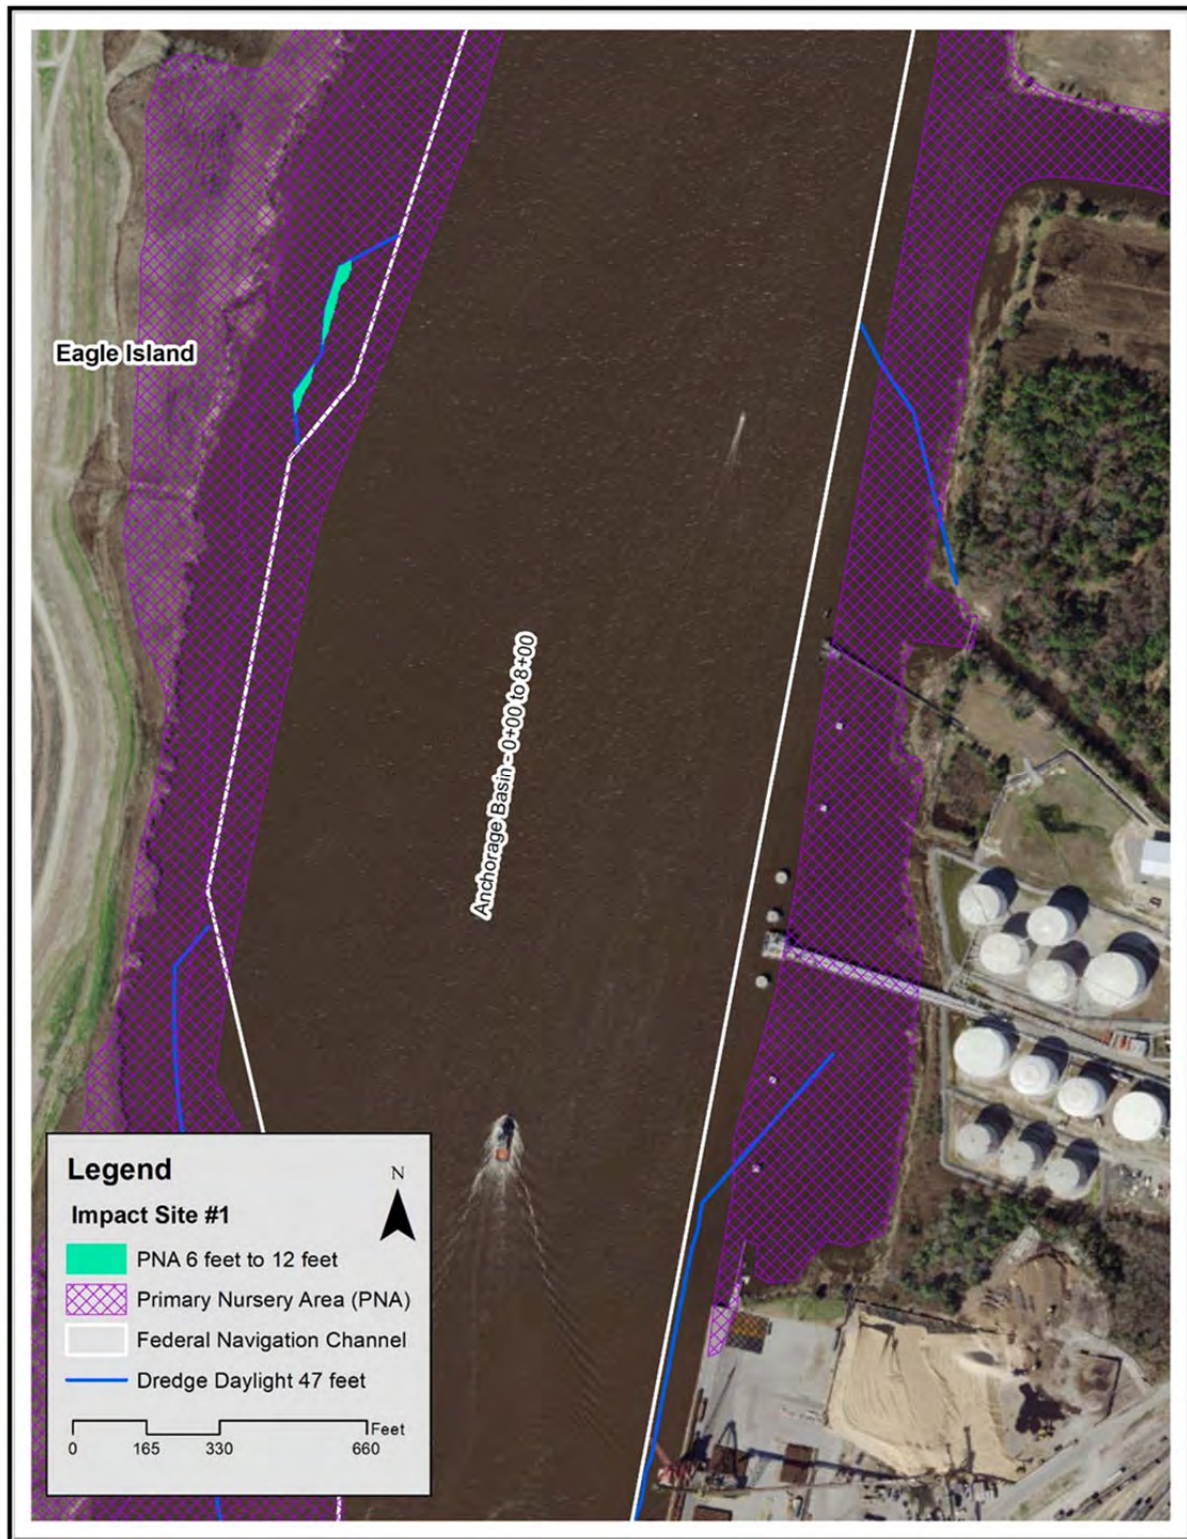 Eagle Island
Anchorage Basin - 0+00 to 8+00
Legend
N
Impact Site #1
PNA 6 feet to 12 feet
Primary Nursery Area (PNA)
Federal Navigation Channel
Dredge Daylight 47 feet
Feet
0 165 330 660